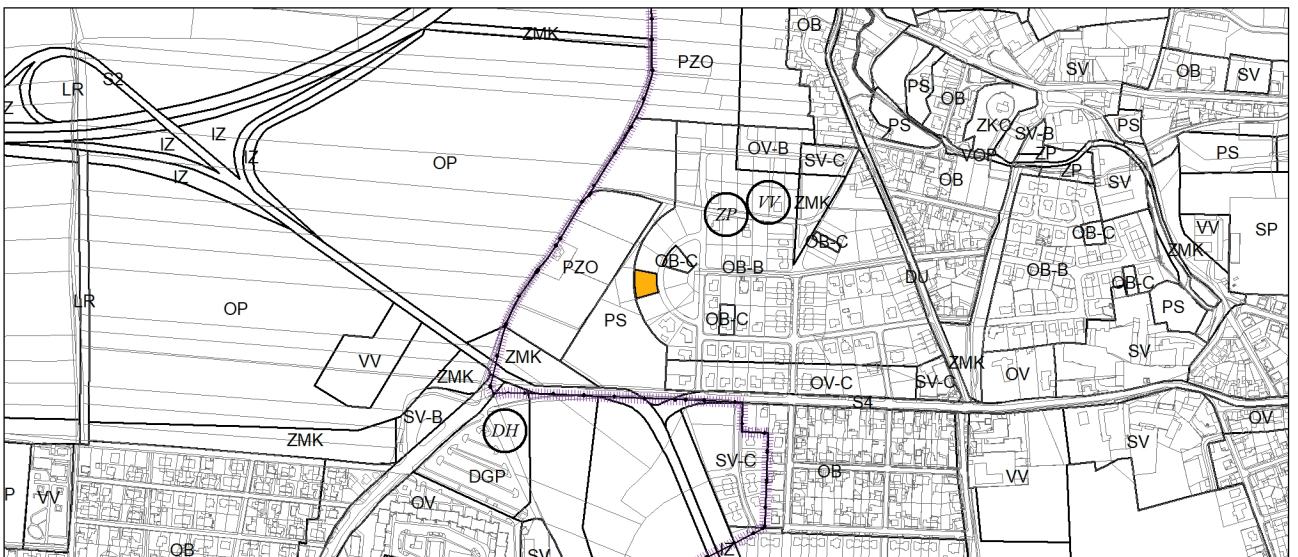 OB
ZMK
PZO
SV
OB
SV
S2
LR
Z
PS
OB
ZKC
SV-B
PS
PS
IZ
IZ
IZ
IZ
OP
OV-B
SV-C
VOP
ZP
ZP
PS
OB
SV
ZP
VV
ZMK
VV
SP
OB-C
OB-C
ZMK
OB-C
PZO
OB-B
DU
OB-B
OB-C
LR
OP
PS
OB-C
PS
VV
ZMK
ZMK
ZMK
SV
OV-C
SV-C
OV
S4
SV-B
OV
DH
ZMK
SV-C
OB
SV
DGP
VV
P
VV
OV
OB
SV
IZ